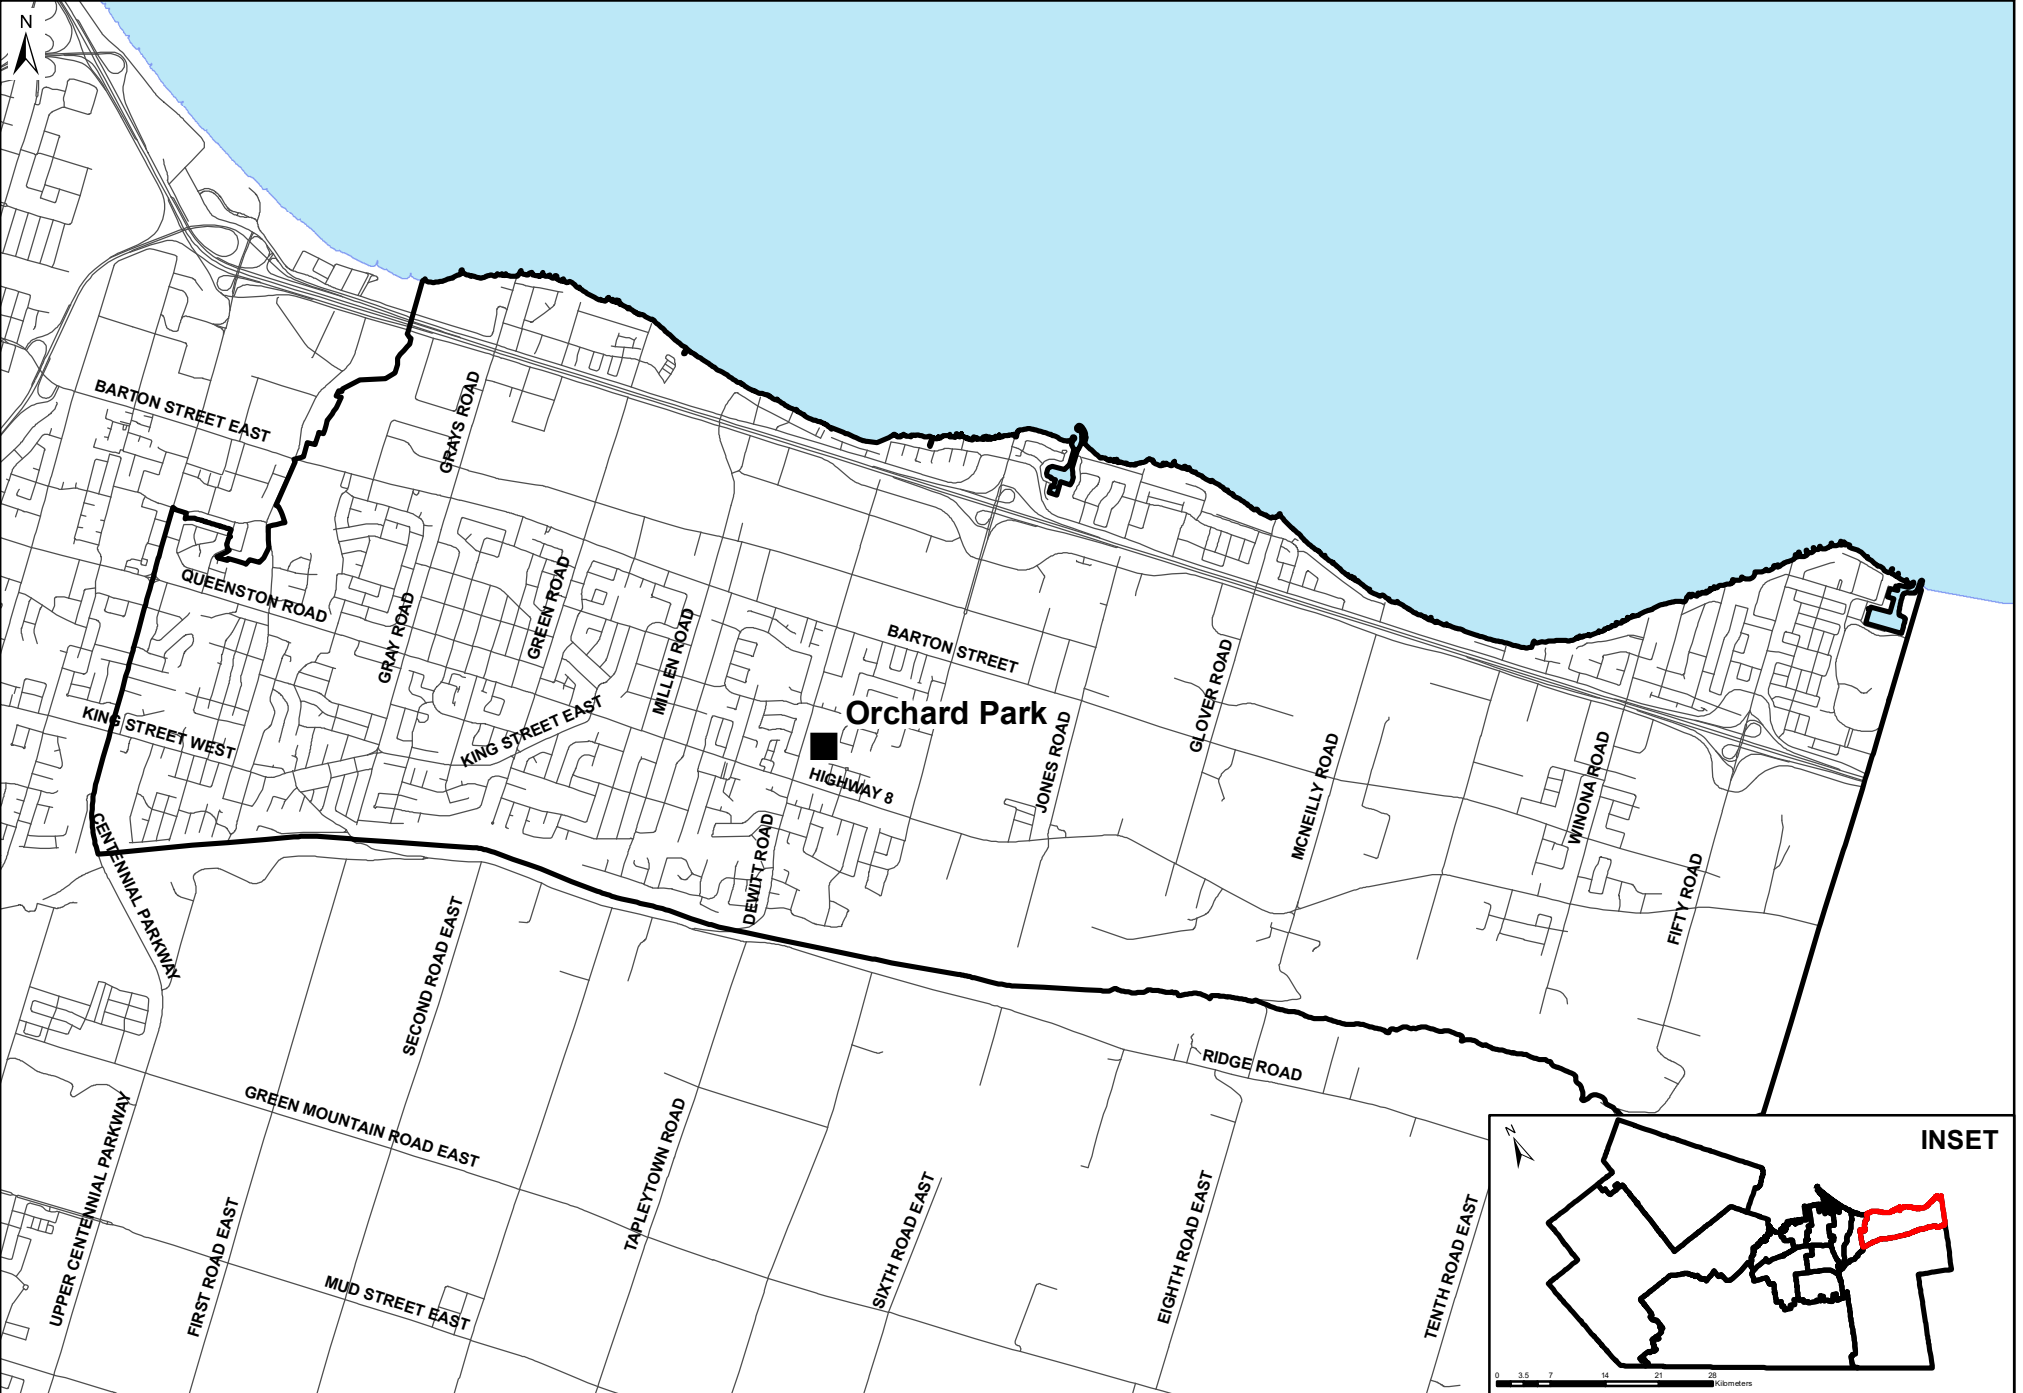 N
BARTON STREET EAST
GRAYS ROAD
QUEENSTON ROAD
GRAY ROAD
GREEN ROAD
MILLEN ROAD
BARTON STREET
GLOVER ROAD
KING STREET WEST
KING STREET EAST
Orchard Park
HIGHWAY 8
JONES ROAD
MCNEILLY ROAD
WINONA ROAD
FIFTY ROAD
CENTENNIAL PARKWAY
DEWITT ROAD
SECOND ROAD EAST
RIDGE ROAD
GREEN MOUNTAIN ROAD EAST
UPPER CENTENNIAL PARKWAY
TAPLEYTOWN ROAD
FIRST ROAD EAST
MUD STREET EAST
SIXTH ROAD EAST
EIGHTH ROAD EAST
TENTH ROAD EAST
INSET
N
0 3.5 7 14 21 28
Kilometers